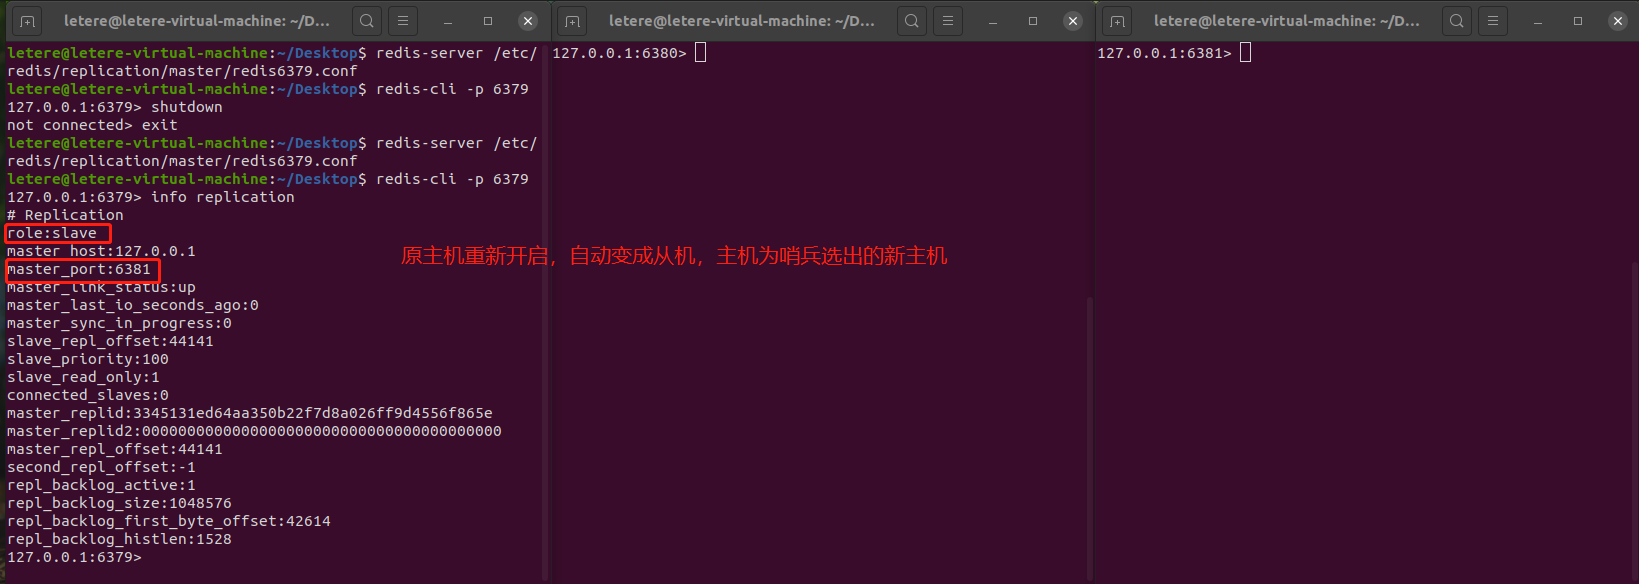 letere@letere-virtual-machine: ~/D...
letere@letere-virtual-machine:~/Desktop$ redis-server /etc/
redis/replication/master/redis6379.conf
letere@letere-virtual-machine:~/Desktop$ redis-cli -p 6379
127.0.0.1:6379> shutdown
not connected> exit
letere@letere-virtual-machine:~/Desktop$ redis-server /etc/
redis/replication/master/redis6379.conf
letere@letere-virtual-machine:~/Desktop$ redis-cli -p 6379
127.0.0.1:6379> info replication
# Replication
role:slave
master_host:127.0.0.1
master_port:6381
master_link_status:up
master_last_io_seconds_ago:0
master_sync_in_progress:0
slave_repl_offset:44141
slave_priority:100
slave_read_only:1
connected_slaves:0
master_replid:3345131ed64aa350b22f7d8a026ff9d4556f865e
master_replid2:0000000000000000000000000000000000000000
master_repl_offset:44141
second_repl_offset:-1
repl_backlog_active:1
repl_backlog_size:1048576
repl_backlog_first_byte_offset:42614
repl_backlog_histlen:1528
127.0.0.1:6379>
原主机重新开启，自动变成从机，主机为哨兵选出的新主机
letere@letere-virtual-machine: ~/D...
127.0.0.1:6380>
letere@letere-virtual-machine: ~/D...
127.0.0.1:6381>